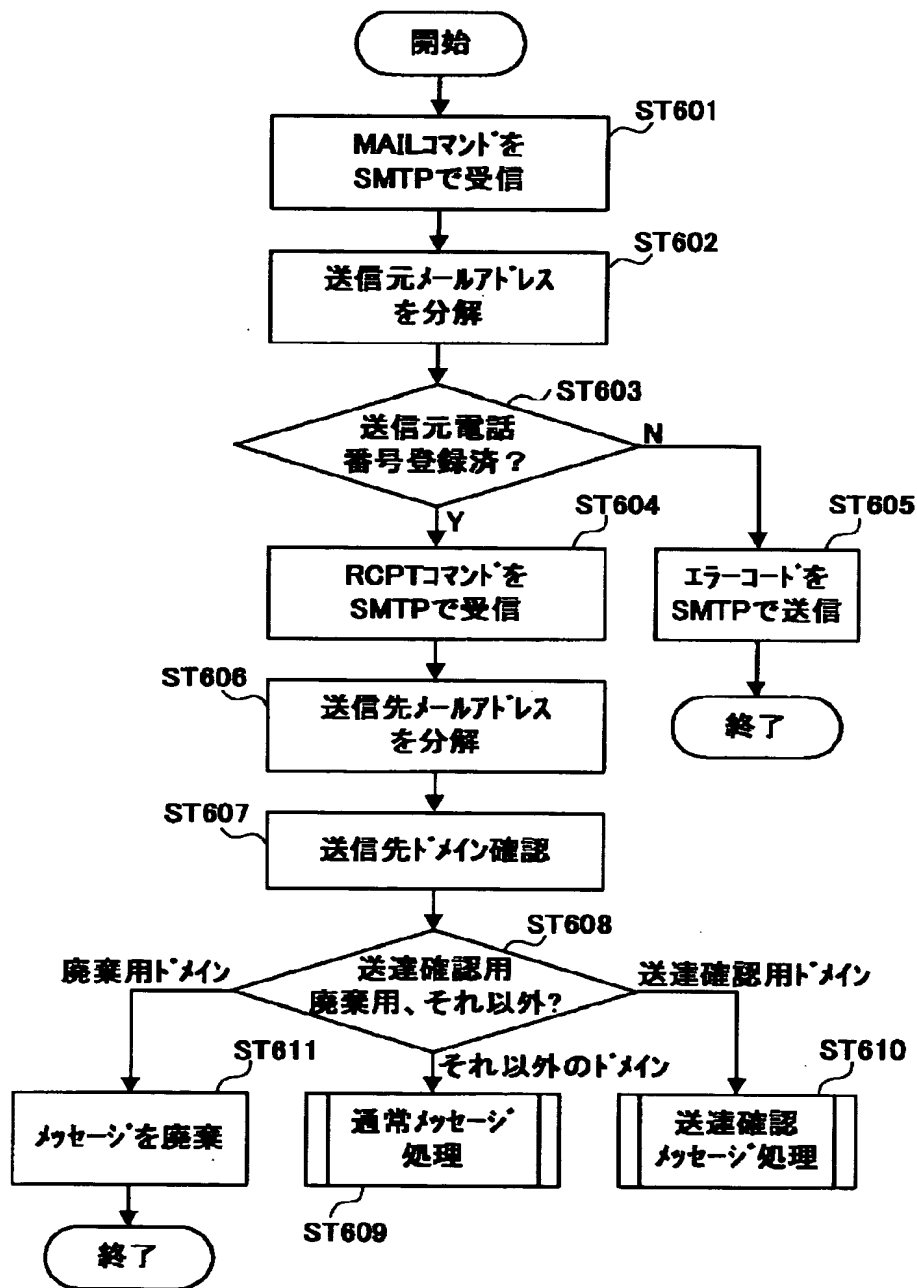 開始
ST601
MAILコマンドを
SMTPで受信
ST602
送信元メールアドレス
を分解
ST603
送信元電話
番号登録済？
N
Y
ST604
RCPTコマンドを
SMTPで受信
ST605
エラーコードを
SMTPで送信
終了
ST606
送信先メールアドレス
を分解
ST607
送信先ドメイン確認
ST608
送達確認用
廃棄用、それ以外?
廃棄用ドメイン
送達確認用ドメイン
それ以外のドメイン
ST611
メッセージを廃棄
終了
通常メッセージ
処理
ST609
ST610
送達確認
メッセージ処理